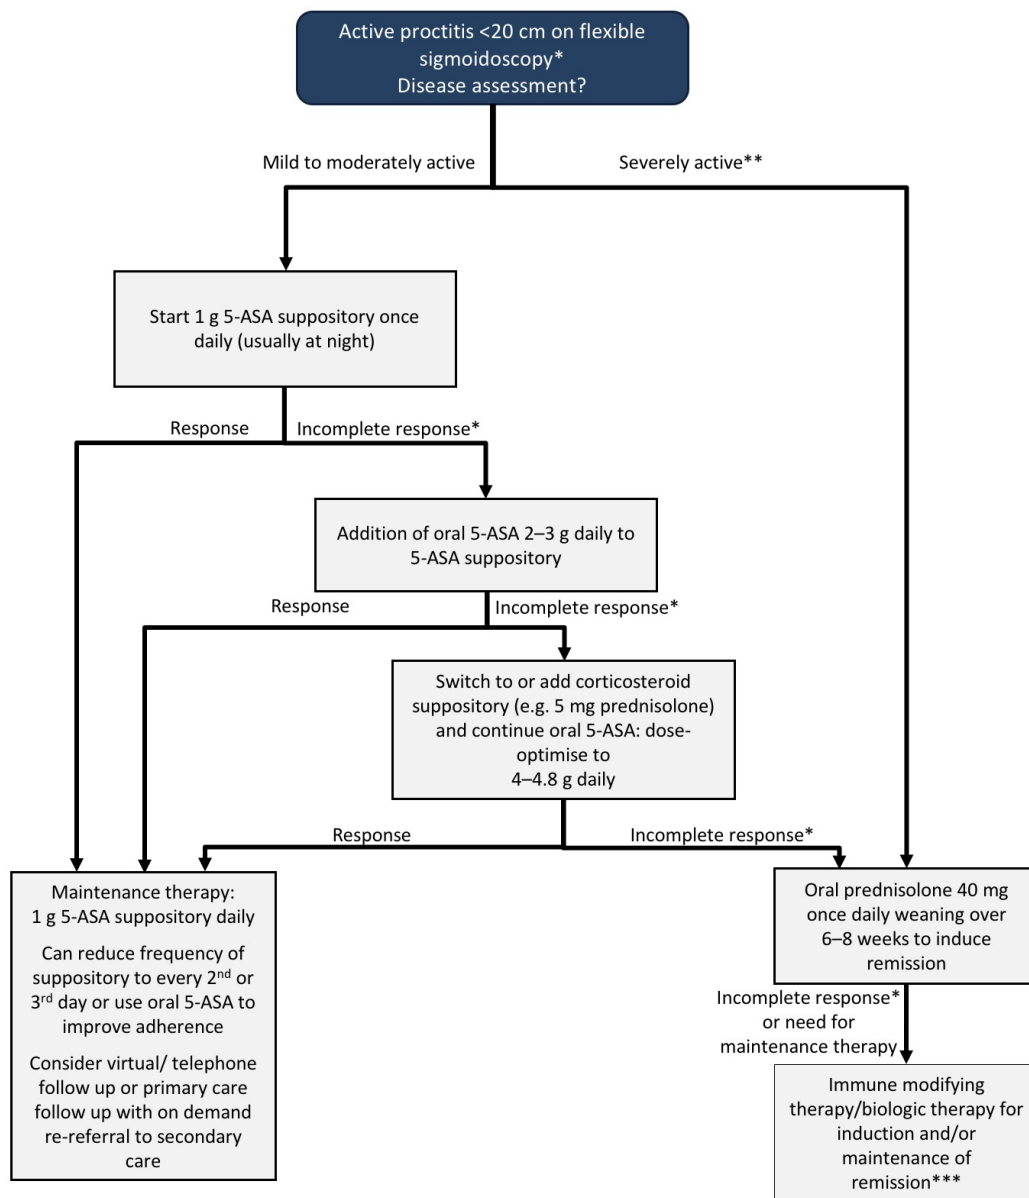 Active proctitis <20 cm on flexible
sigmoidoscopy*
Disease assessment?
Mild to moderately active
Severely active**
Start 1 g 5-ASA suppository once
daily (usually at night)
Response
Incomplete response*
Addition of oral 5-ASA 2–3 g daily to
5-ASA suppository
Response
Incomplete response*
Switch to or add corticosteroid
suppository (e.g. 5 mg prednisolone)
and continue oral 5-ASA: dose-
optimise to
4–4.8 g daily
Response
Incomplete response*
Maintenance therapy:
1 g 5-ASA suppository daily
Can reduce frequency of
suppository to every 2nd or
3rd day or use oral 5-ASA to
improve adherence
Consider virtual/ telephone
follow up or primary care
follow up with on demand
re-referral to secondary
care
Oral prednisolone 40 mg
once daily weaning over
6–8 weeks to induce
remission
Incomplete response*
or need for
maintenance therapy
Immune modifying
therapy/biologic therapy for
induction and/or
maintenance of
remission***